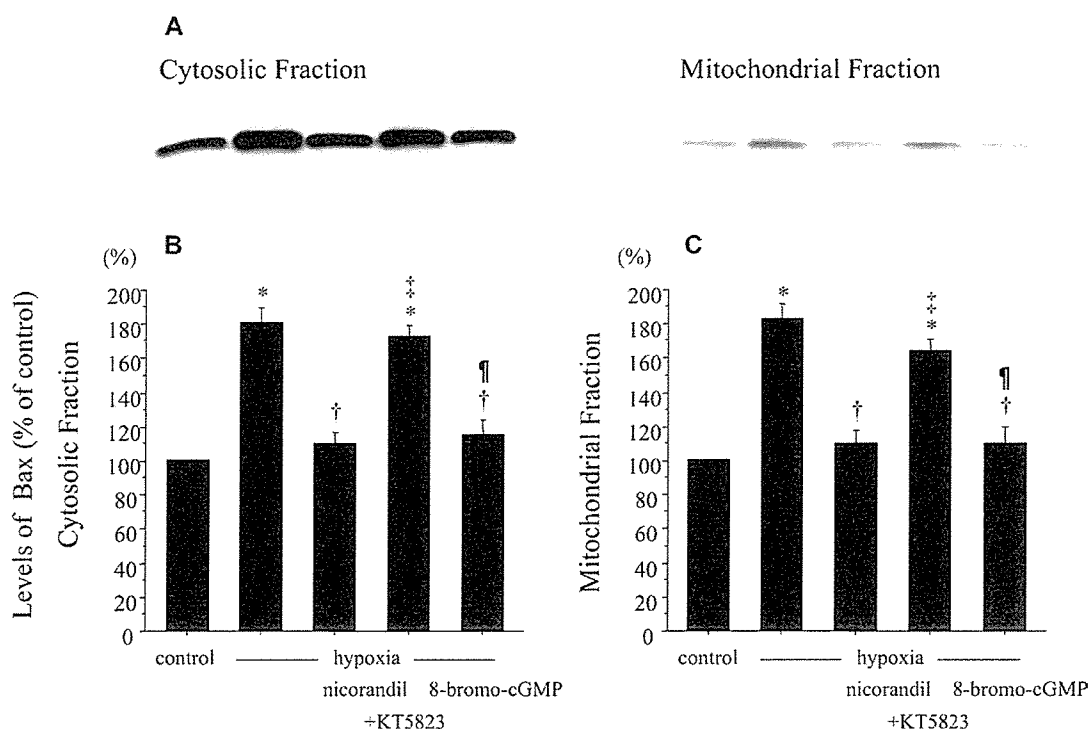 A
Cytosolic Fraction
Mitochondrial Fraction
B
(%)
Levels of Bax (% of control)
Cytosolic Fraction
200
180
160
140
120
100
80
60
40
20
0
*
†
‡
*
¶
†
control
hypoxia
nicorandil
+KT5823
8-bromo-cGMP
C
(%)
Mitochondrial Fraction
200
180
160
140
120
100
80
60
40
20
0
*
†
‡
*
¶
†
control
hypoxia
nicorandil
+KT5823
8-bromo-cGMP